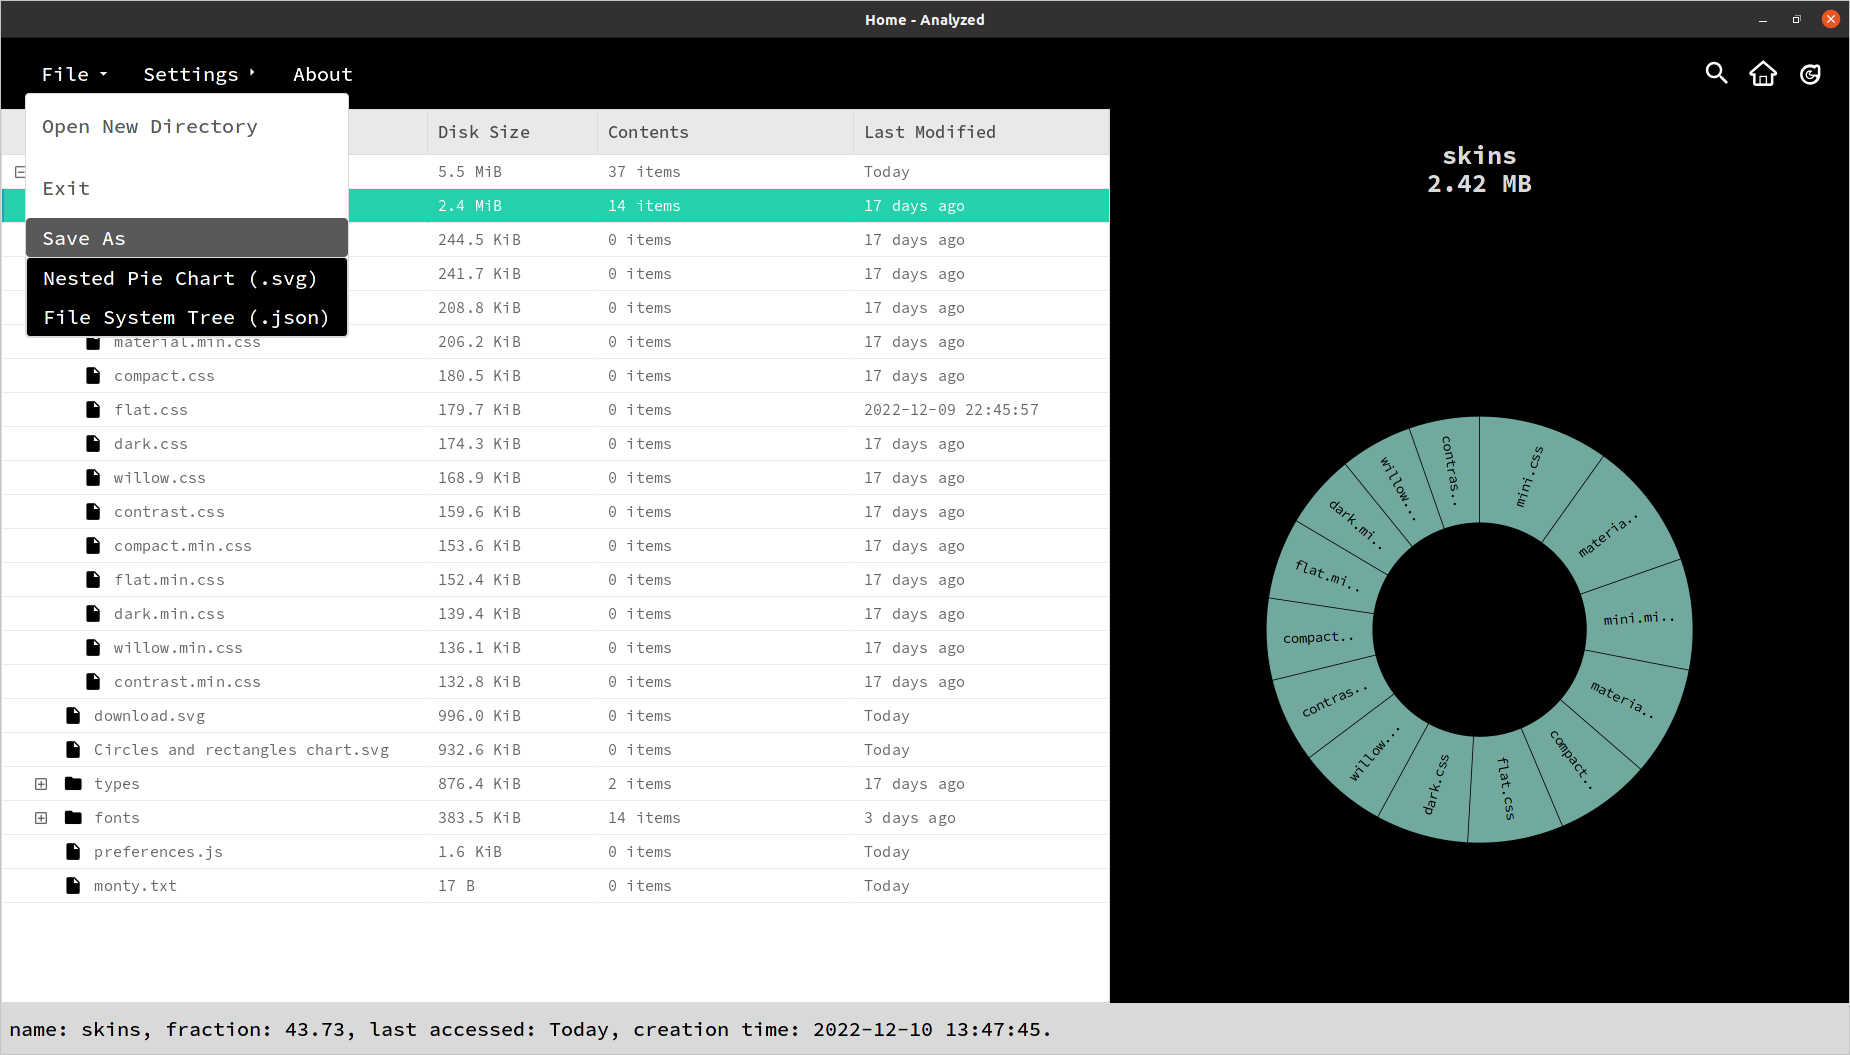 Home - Analyzed
File Settings About
Open New Directory
Exit
Save As
Nested Pie Chart (.svg)
File System Tree (.json)
Disk Size Contents Last Modified
5.5 MiB 37 items Today
2.4 MiB 14 items 17 days ago
244.5 KiB 0 items 17 days ago
241.7 KiB 0 items 17 days ago
208.8 KiB 0 items 17 days ago
material.min.css 206.2 KiB 0 items 17 days ago
compact.css 180.5 KiB 0 items 17 days ago
flat.css 179.7 KiB 0 items 2022-12-09 22:45:57
dark.css 174.3 KiB 0 items 17 days ago
willow.css 168.9 KiB 0 items 17 days ago
contrast.css 159.6 KiB 0 items 17 days ago
compact.min.css 153.6 KiB 0 items 17 days ago
flat.min.css 152.4 KiB 0 items 17 days ago
dark.min.css 139.4 KiB 0 items 17 days ago
willow.min.css 136.1 KiB 0 items 17 days ago
contrast.min.css 132.8 KiB 0 items 17 days ago
download.svg 996.0 KiB 0 items Today
Circles and rectangles chart.svg 932.6 KiB 0 items Today
types 876.4 KiB 2 items 17 days ago
fonts 383.5 KiB 14 items 3 days ago
preferences.js 1.6 KiB 0 items Today
monty.txt 17 B 0 items Today
skins
2.42 MB
mini.css
materia..
mini.mi..
materia..
compact..
flat.css
dark.css
willow...
contras..
compact..
flat.mi..
dark.mi..
willow...
contras..
name: skins, fraction: 43.73, last accessed: Today, creation time: 2022-12-10 13:47:45.